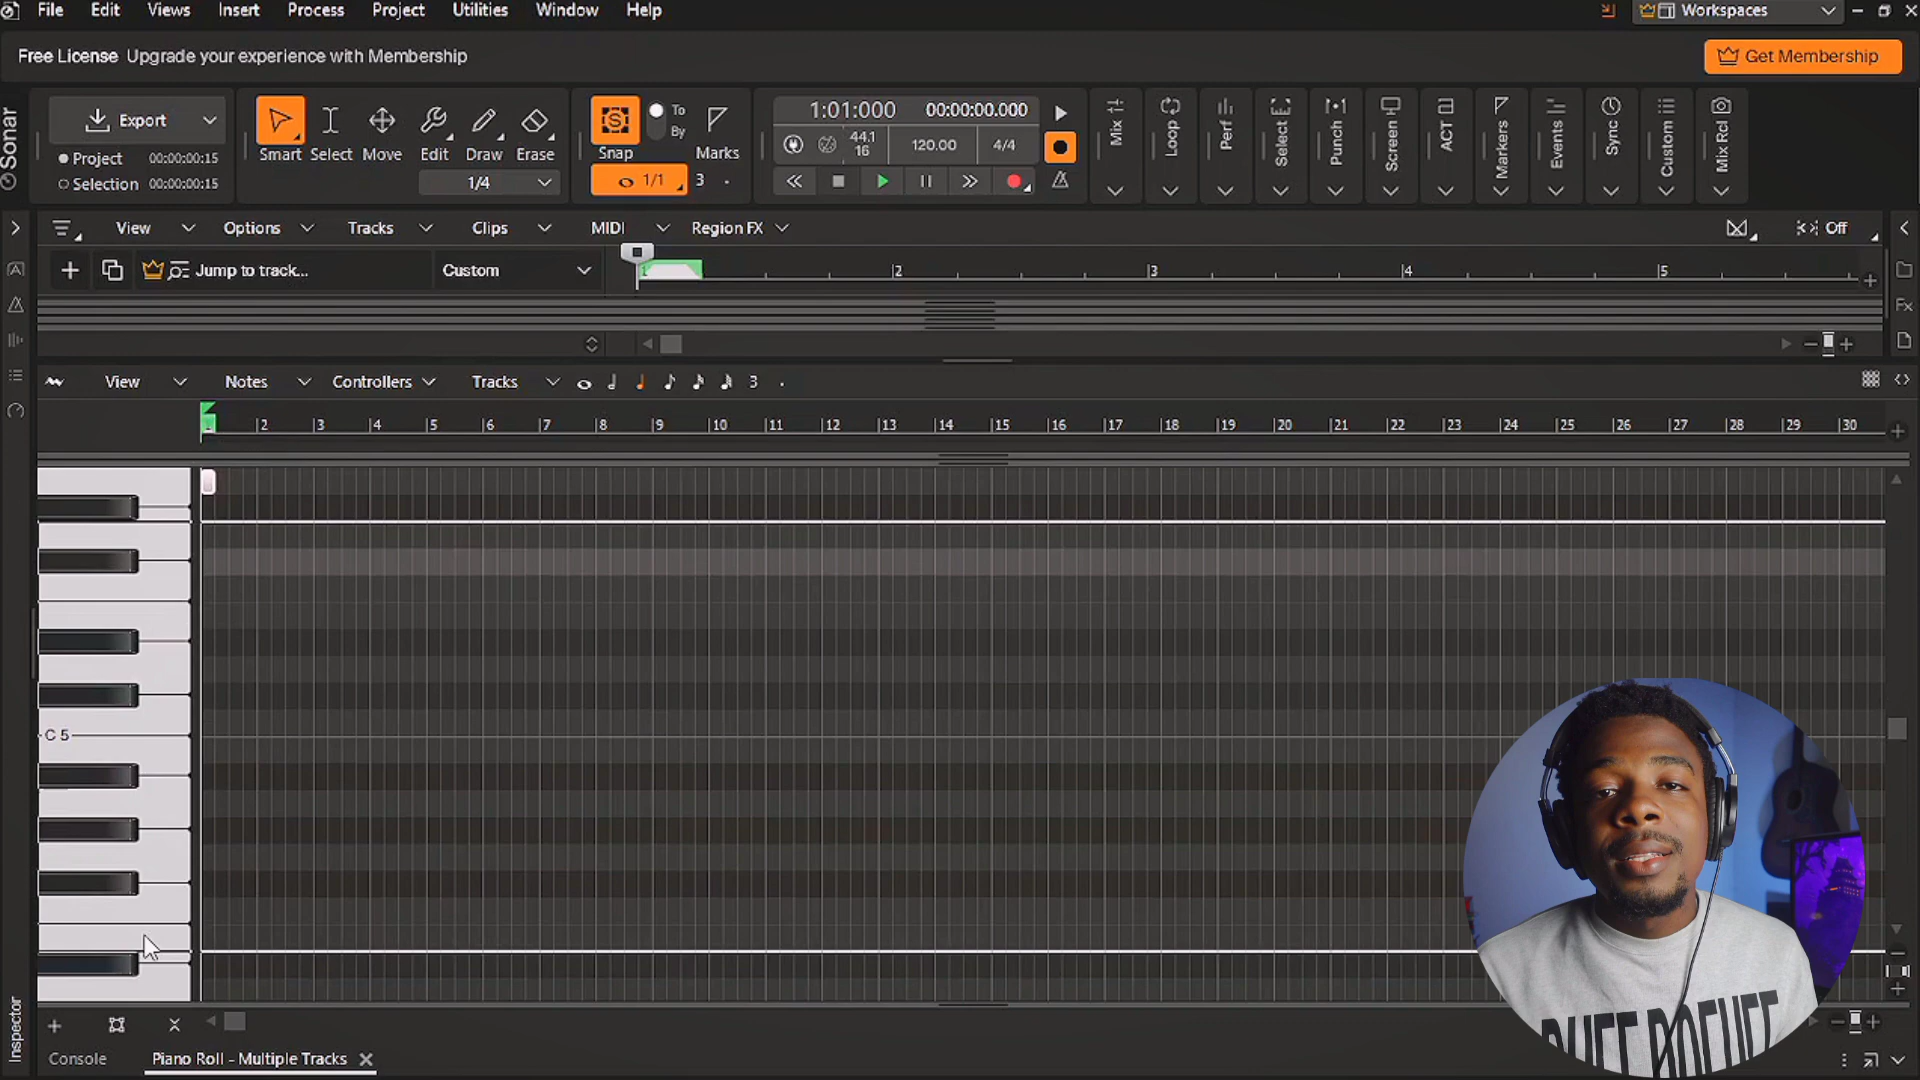 File Edit Views Insert Process Project Utilities Window Help
Workspaces
Free License Upgrade your experience with Membership
Get Membership
Sonar
Export
Project 00:00:00:15
Selection 00:00:00:15
Smart Select Move Edit Draw Erase
1/4
Snap
To
By
Marks
1/1 3 .
1:01:000 00:00:00.000
44.1
16
120.00 4/4
Mix
Loop
Perf
Select
Punch
Screen
ACT
Markers
Events
Sync
Custom
Mix Rcl
View Options Tracks Clips MIDI Region FX
Off
Jump to track...
Custom
1 2 3 4 5
Fx
View Notes Controllers Tracks
3 .
2 3 4 5 6 7 8 9 10 11 12 13 14 15 16 17 18 19 20 21 22 23 24 25 26 27 28 29 30
C 5
Inspector
Console
Piano Roll - Multiple Tracks